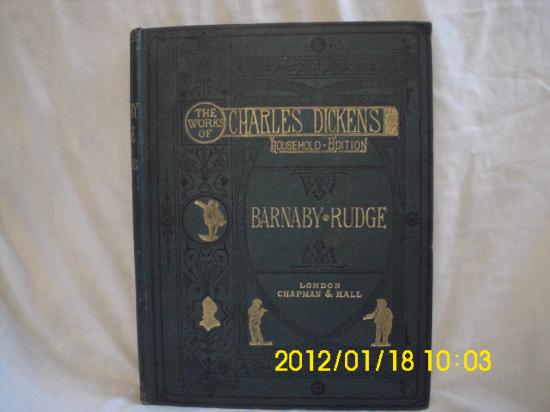 THE
WORKS
OF
CHARLES DICKENS
HOUSEHOLD · EDITION
BARNABY RUDGE
LONDON
CHAPMAN & HALL
2012/01/18 10:03